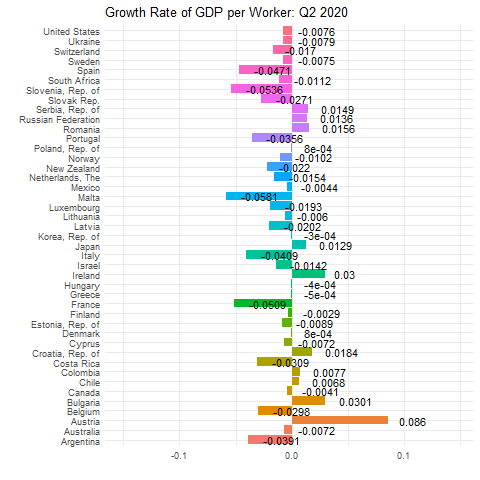 Growth Rate of GDP per Worker: Q2 2020
United States -0.0076
Ukraine -0.0079
Switzerland -0.017
Sweden -0.0075
Spain -0.0471
South Africa -0.0112
Slovenia, Rep. of -0.0536
Slovak Rep. -0.0271
Serbia, Rep. of 0.0149
Russian Federation 0.0136
Romania 0.0156
Portugal -0.0356
Poland, Rep. of 8e-04
Norway -0.0102
New Zealand -0.022
Netherlands, The -0.0154
Mexico -0.0044
Malta -0.0581
Luxembourg -0.0193
Lithuania -0.006
Latvia -0.0202
Korea, Rep. of -3e-04
Japan 0.0129
Italy -0.0409
Israel -0.0142
Ireland 0.03
Hungary -4e-04
Greece -5e-04
France -0.0509
Finland -0.0029
Estonia, Rep. of -0.0089
Denmark 8e-04
Cyprus -0.0072
Croatia, Rep. of 0.0184
Costa Rica -0.0309
Colombia 0.0077
Chile 0.0068
Canada -0.0041
Bulgaria 0.0301
Belgium -0.0298
Austria 0.086
Australia -0.0072
Argentina -0.0391
-0.1 0.0 0.1